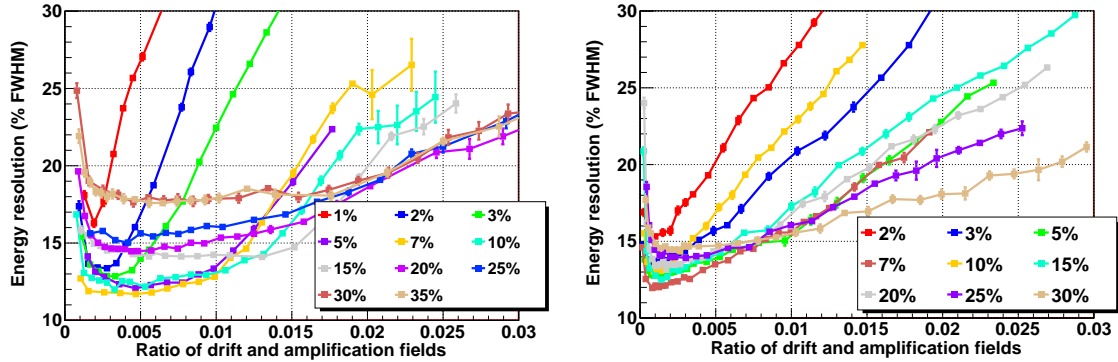 Energy resolution (% FWHM)
30
25
20
15
10
1% 2% 3%
5% 7% 10%
15% 20% 25%
30% 35%
0 0.005 0.01 0.015 0.02 0.025 0.03
Ratio of drift and amplification fields
Energy resolution (% FWHM)
30
25
20
15
10
2% 3% 5%
7% 10% 15%
20% 25% 30%
0 0.005 0.01 0.015 0.02 0.025 0.03
Ratio of drift and amplification fields